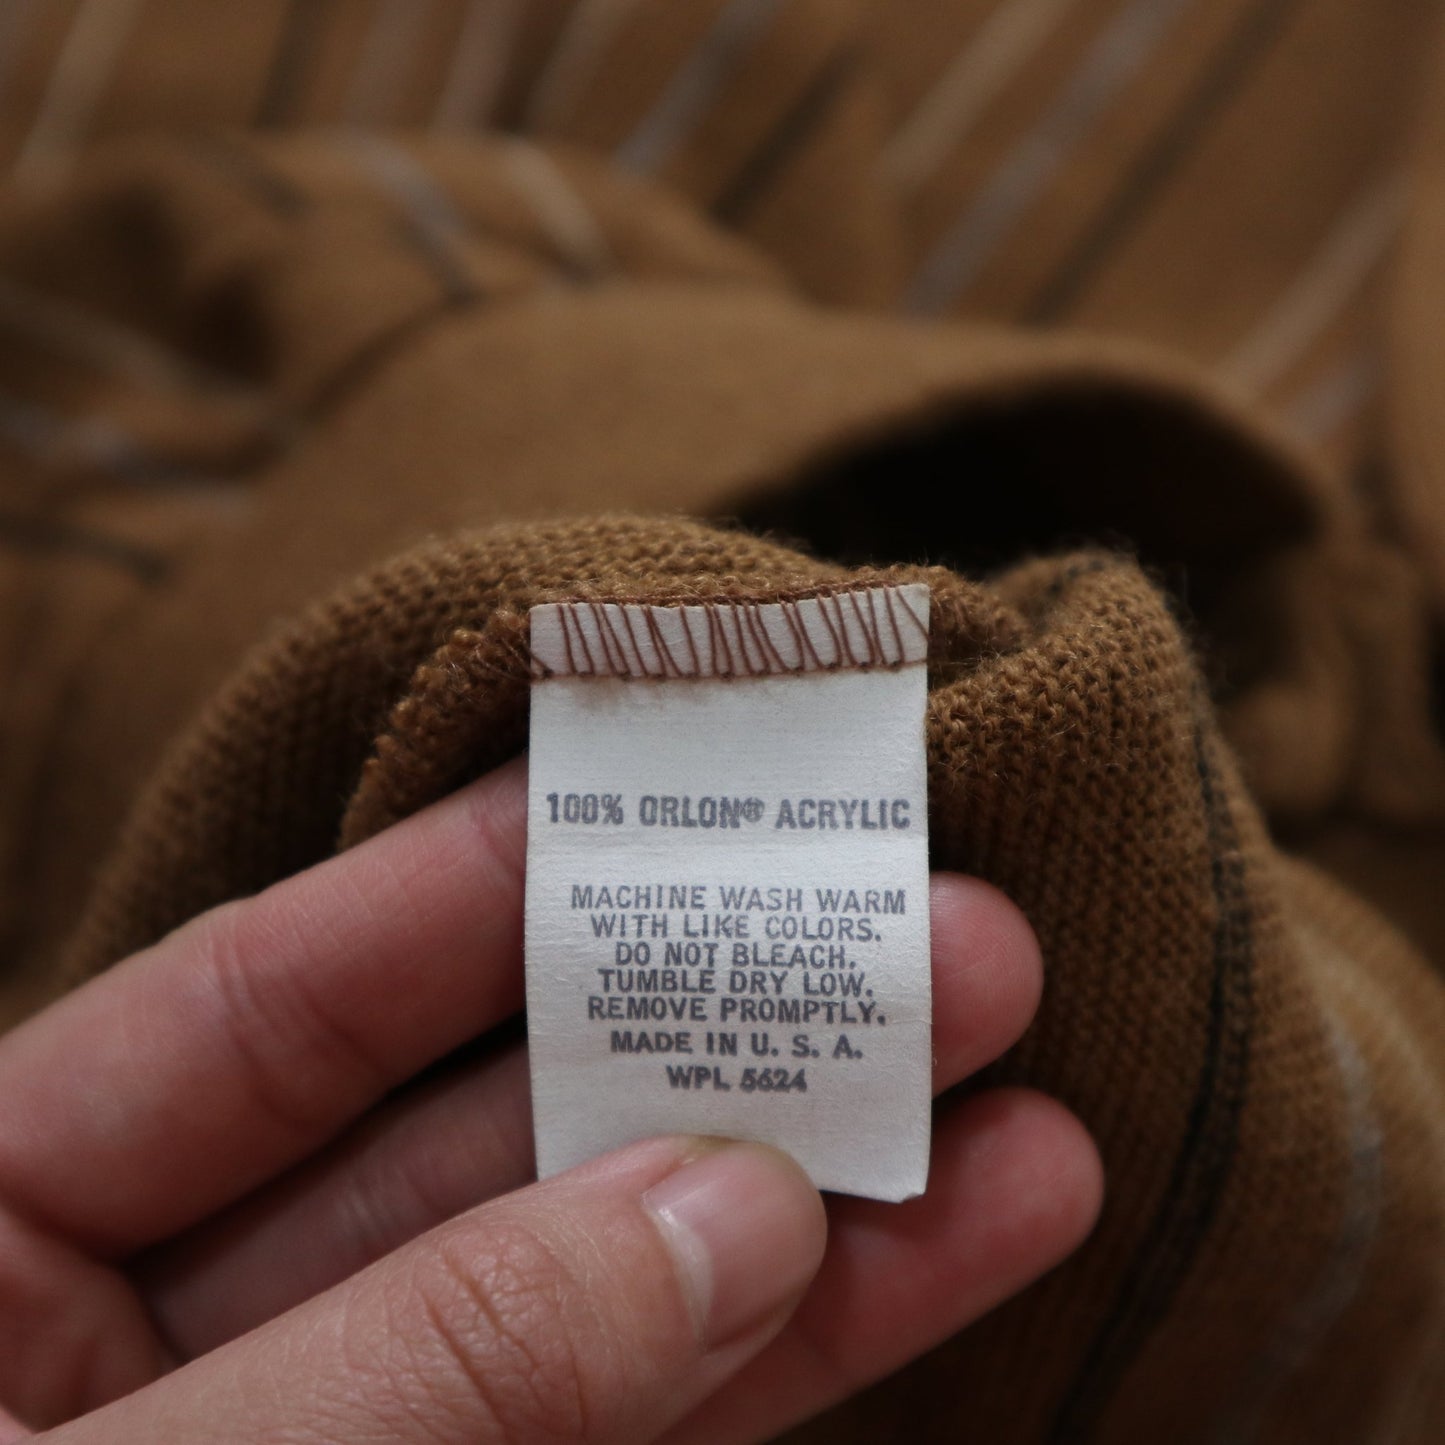 100% ORLON® ACRYLIC
MACHINE WASH WARM
WITH LIKE COLORS.
DO NOT BLEACH.
TUMBLE DRY LOW.
REMOVE PROMPTLY.
MADE IN U. S. A.
WPL 5624